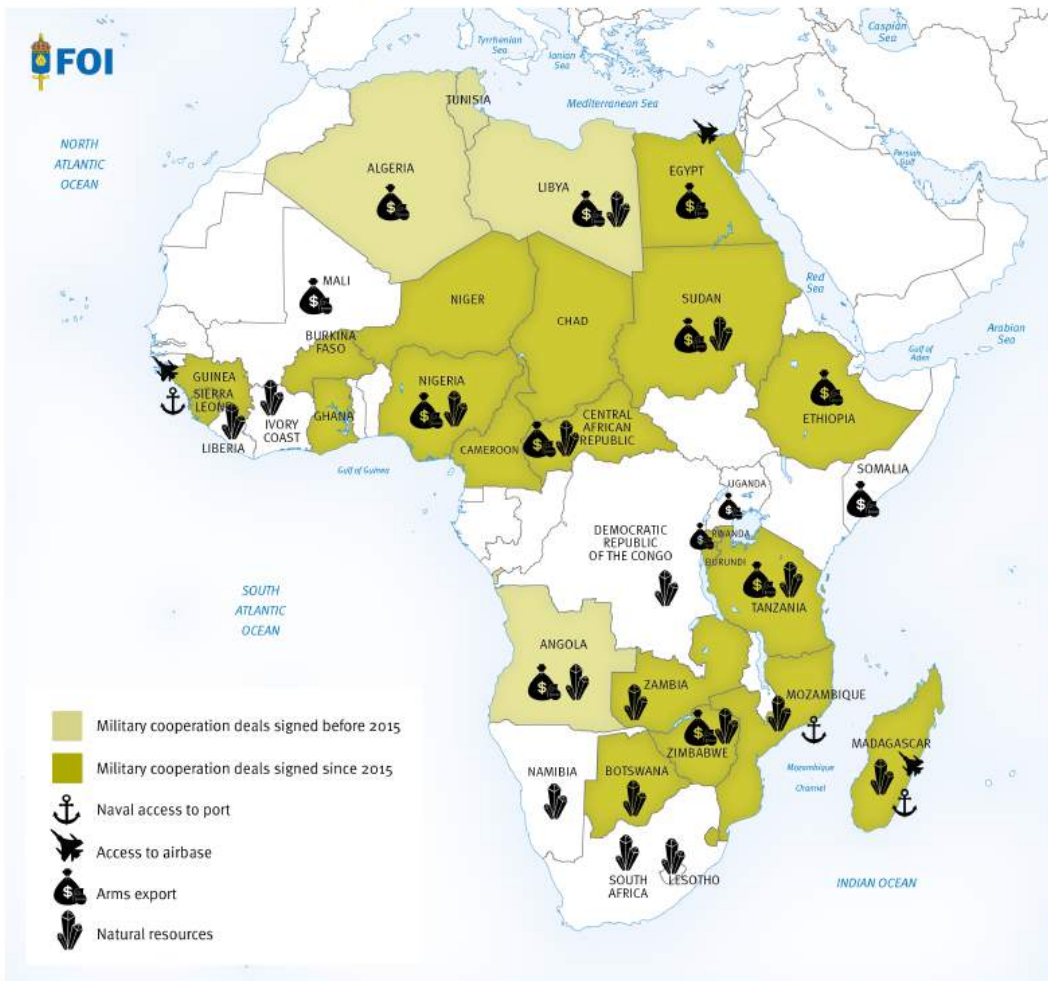 FOI
Caspian
Sea
Tyrrhenian
Sea
Ionian
Sea
Mediterranean Sea
NORTH
ATLANTIC
OCEAN
TUNISIA
ALGERIA
LIBYA
EGYPT
Persian
Golf
MALI
NIGER
CHAD
SUDAN
Red
Sea
Arabian
Sea
Gulf of
Aden
BURKINA
FASO
GUINEA
SIERRA
LEONE
NIGERIA
GHANA
IVORY
COAST
LIBERIA
CENTRAL
AFRICAN
REPUBLIC
CAMEROON
ETHIOPIA
Gulf of Guinea
SOMALIA
UGANDA
DEMOCRATIC
REPUBLIC
OF THE CONGO
RWANDA
BURUNDI
TANZANIA
SOUTH
ATLANTIC
OCEAN
ANGOLA
ZAMBIA
MOZAMBIQUE
ZIMBABWE
MADAGASCAR
NAMIBIA
BOTSWANA
Mozambique
Channel
SOUTH
AFRICA
LESOTHO
INDIAN OCEAN
Military cooperation deals signed before 2015
Military cooperation deals signed since 2015
Naval access to port
Access to airbase
$ Arms export
Natural resources